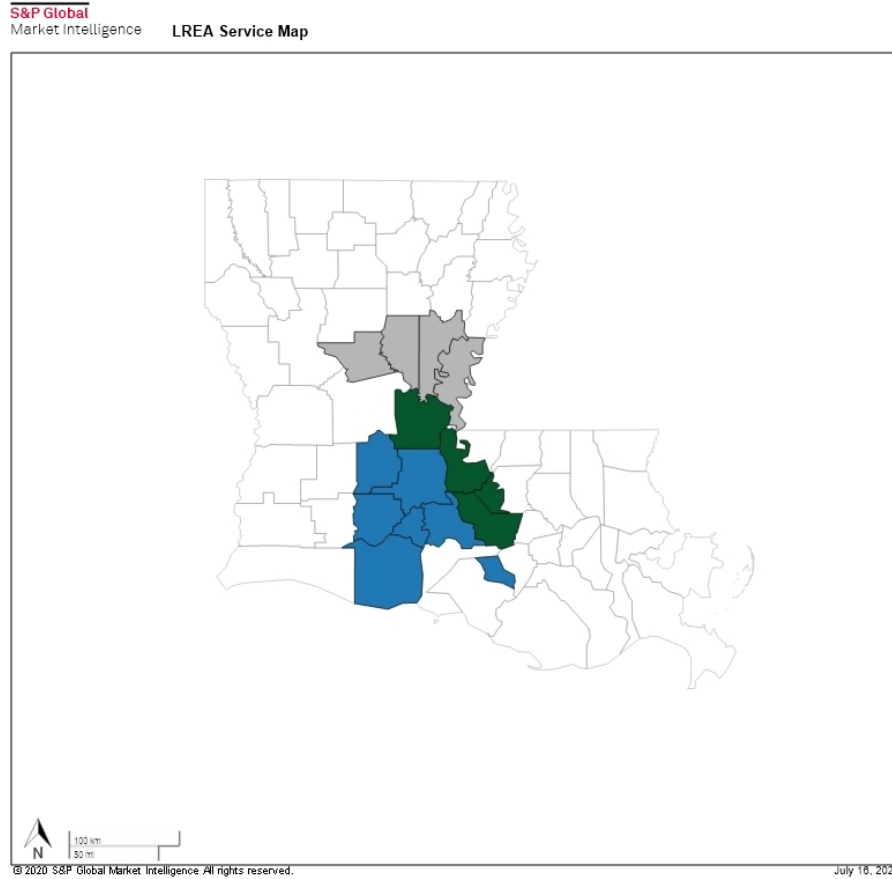 S&P Global
Market Intelligence
LREA Service Map
N
100 km
50 mi
© 2020 S&P Global Market Intelligence All rights reserved.
July 16, 202